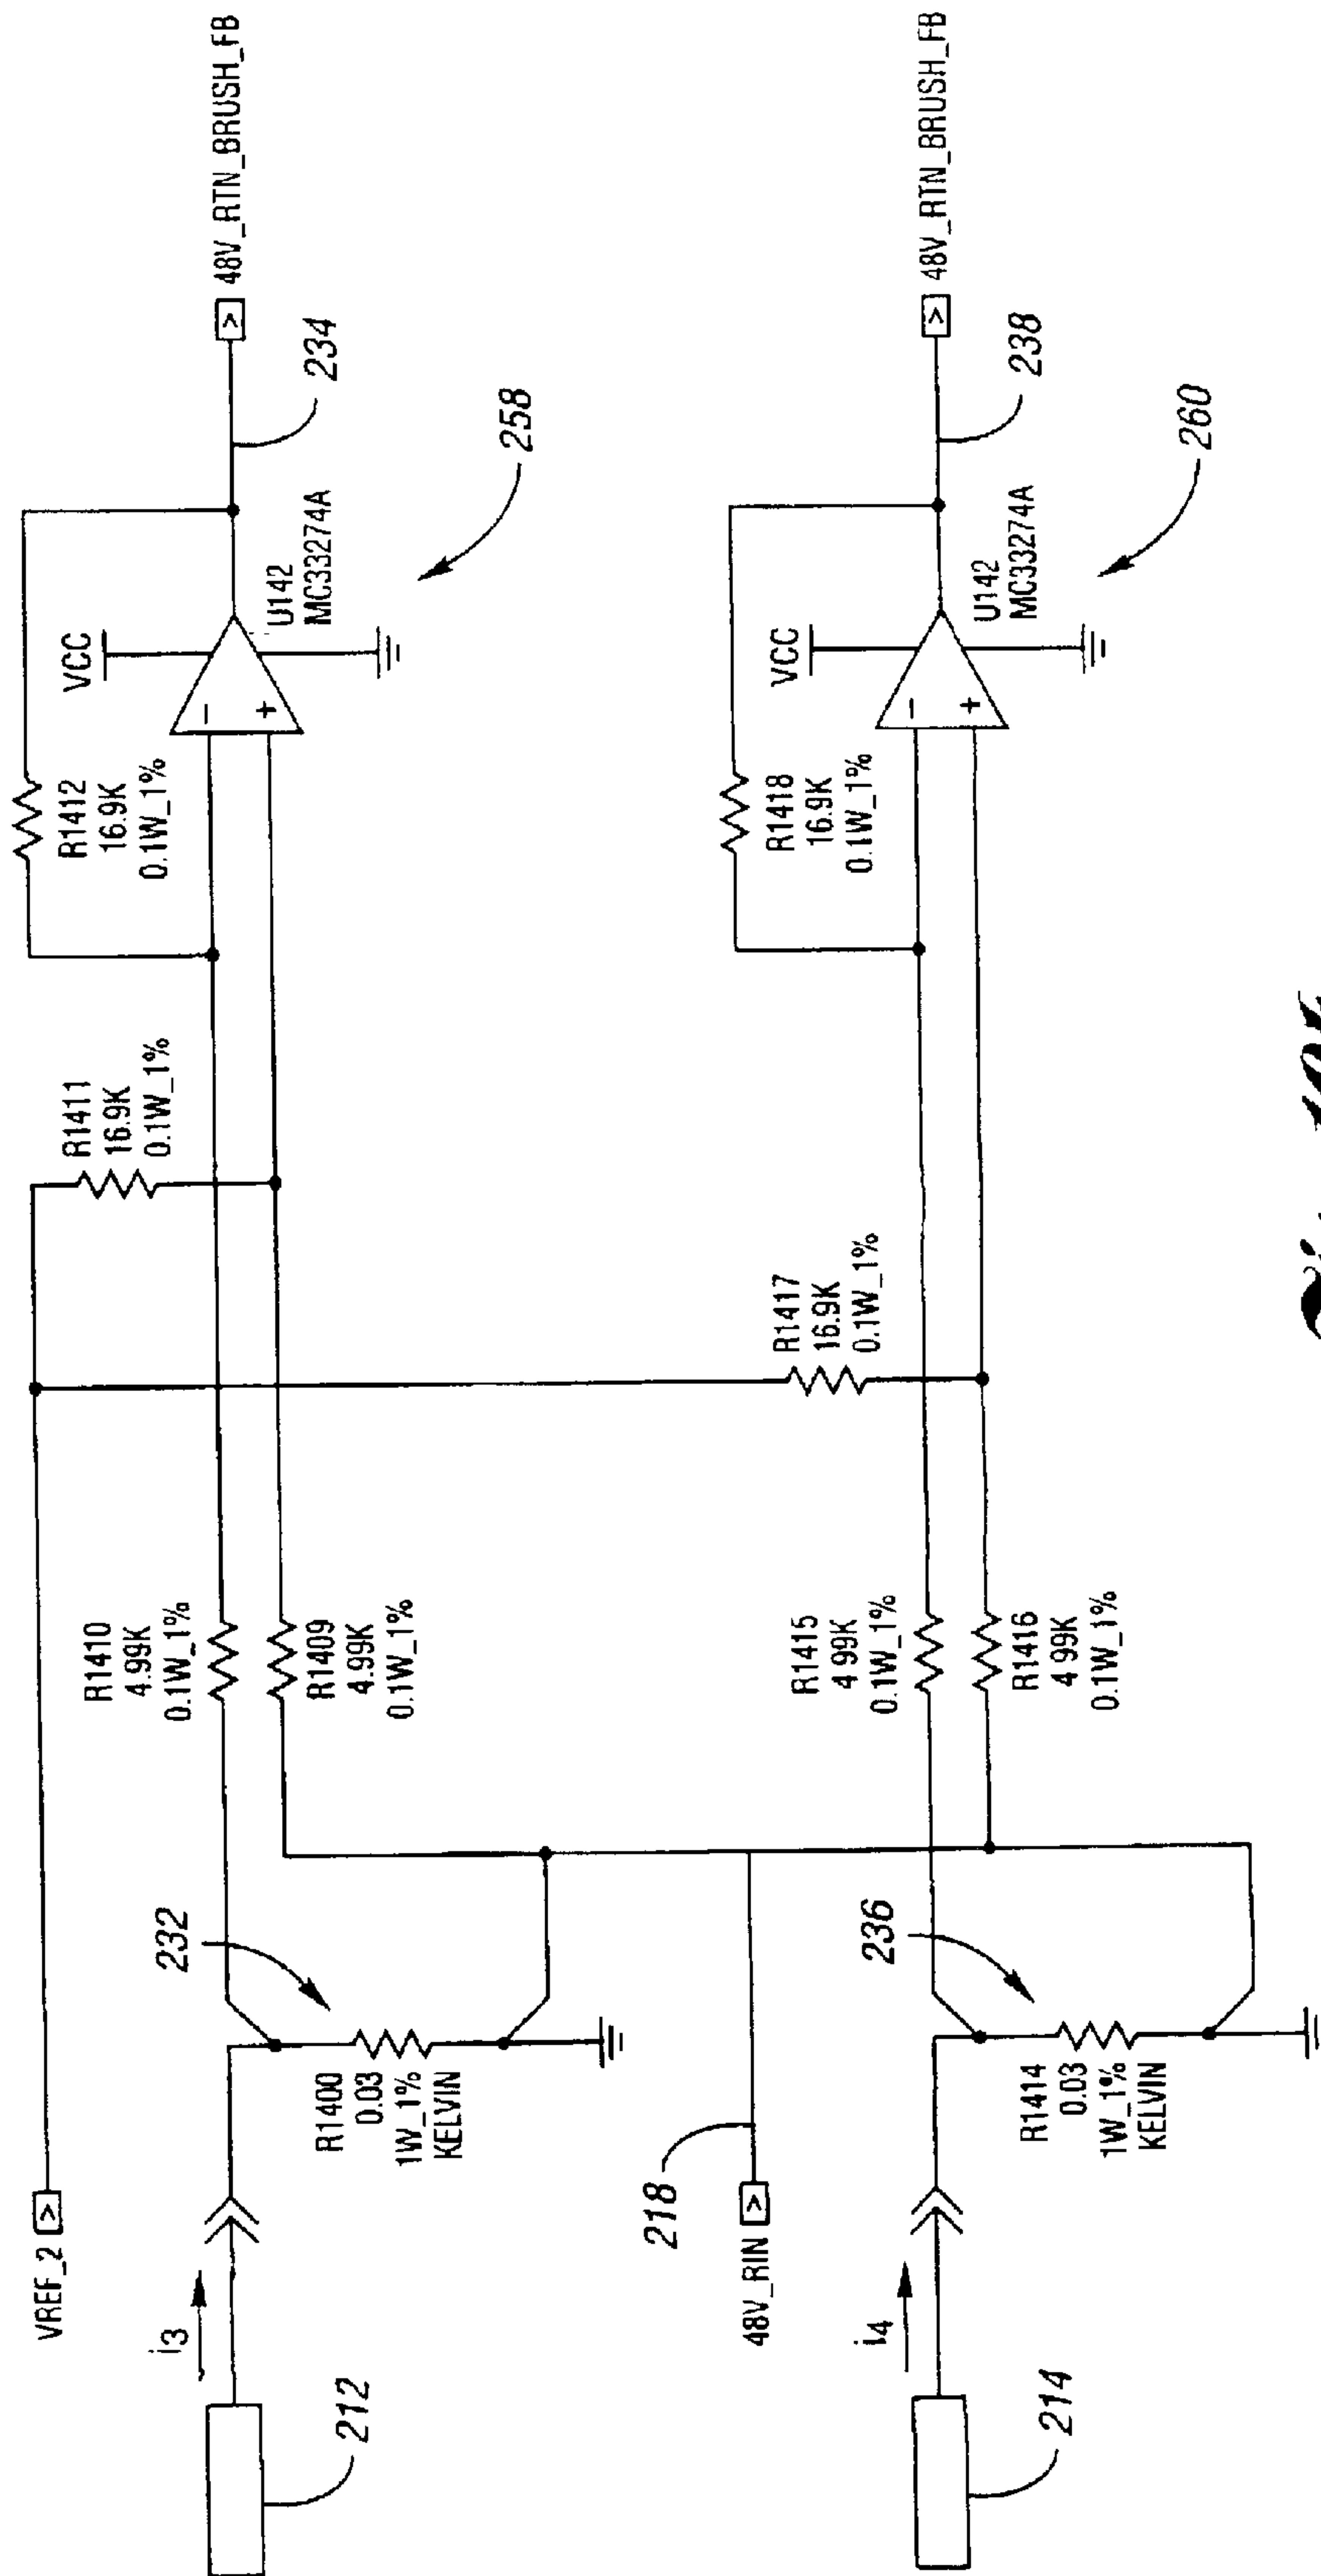 VREF_2
i3
212
R1400
0.03
1W_1%
KELVIN
232
R1410
4.99K
0.1W_1%
R1409
4.99K
0.1W_1%
R1411
16.9K
0.1W_1%
R1412
16.9K
0.1W_1%
VCC
-
+
U142
MC33274A
234
48V_RTN_BRUSH_FB
258
218
48V_RIN
i4
214
R1414
0.03
1W_1%
KELVIN
236
R1415
4.99K
0.1W_1%
R1416
4.99K
0.1W_1%
R1417
16.9K
0.1W_1%
R1418
16.9K
0.1W_1%
VCC
-
+
U142
MC33274A
238
48V_RTN_BRUSH_FB
260